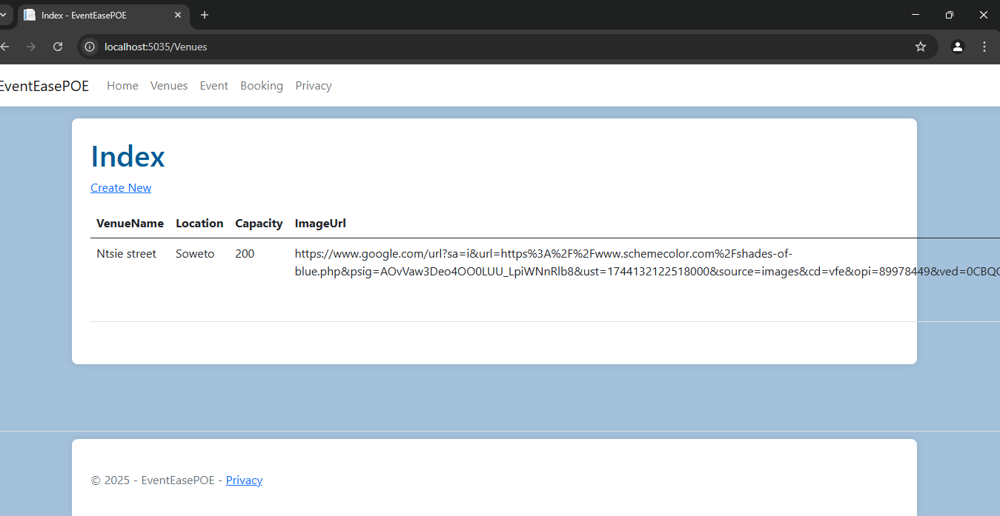 Index - EventEasePOE
localhost:5035/Venues
EventEasePOE Home Venues Event Booking Privacy
Index
Create New
VenueName Location Capacity ImageUrl
Ntsie street Soweto 200 https://www.google.com/url?sa=i&url=https%3A%2F%2Fwww.schemecolor.com%2Fshades-of-
blue.php&psig=AOvVaw3Deo4OO0LUU_LpiWNnRlb8&ust=1744132122518000&source=images&cd=vfe&opi=89978449&ved=0CBQ
© 2025 - EventEasePOE - Privacy